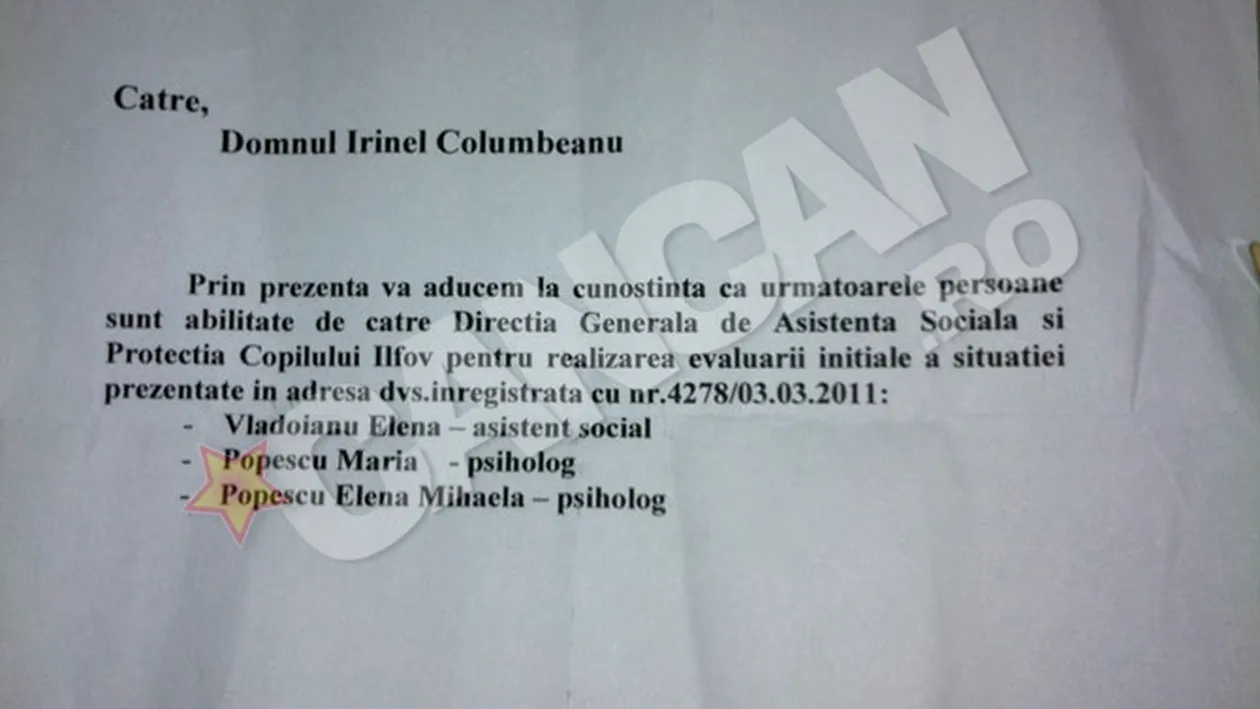 Catre,
Domnul Irinel Columbeanu
Prin prezenta va aducem la cunostinta ca urmatoarele persoane
sunt abilitate de catre Directia Generala de Asistenta Sociala si
Protectia Copilului Ilfov pentru realizarea evaluarii initiale a situatiei
prezentate in adresa dvs.inregistrata cu nr.4278/03.03.2011:
- Vladoianu Elena – asistent social
- Popescu Maria - psiholog
- Popescu Elena Mihaela – psiholog
CANCAN.RO